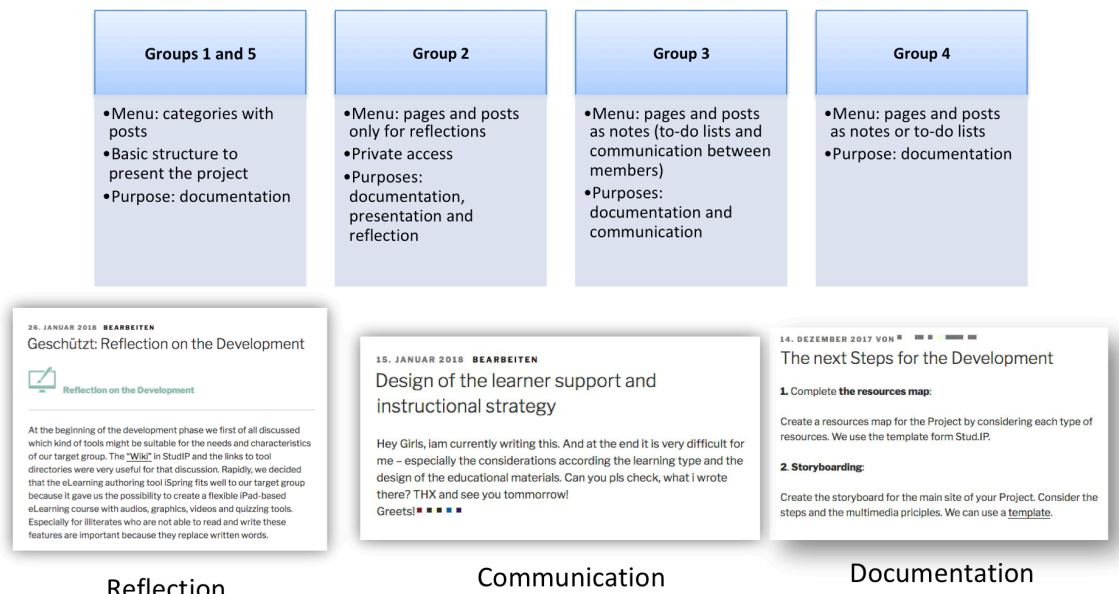 Groups 1 and 5
•Menu: categories with
posts
•Basic structure to
present the project
•Purpose: documentation
Group 2
•Menu: pages and posts
only for reflections
•Private access
•Purposes:
documentation,
presentation and
reflection
Group 3
•Menu: pages and posts
as notes (to-do lists and
communication between
members)
•Purposes:
documentation and
communication
Group 4
•Menu: pages and posts
as notes or to-do lists
•Purpose: documentation
26. JANUAR 2018 BEARBEITEN
Geschützt: Reflection on the Development
Reflection on the Development
At the beginning of the development phase we first of all discussed
which kind of tools might be suitable for the needs and characteristics
of our target group. The "Wiki" in StudIP and the links to tool
directories were very useful for that discussion. Rapidly, we decided
that the eLearning authoring tool iSpring fits well to our target group
because it gave us the possibility to create a flexible iPad-based
eLearning course with audios, graphics, videos and quizzing tools.
Especially for illiterates who are not able to read and write these
features are important because they replace written words.
Reflection
15. JANUAR 2018 BEARBEITEN
Design of the learner support and
instructional strategy
Hey Girls, iam currently writing this. And at the end it is very difficult for
me – especially the considerations according the learning type and the
design of the educational materials. Can you pls check, what i wrote
there? THX and see you tommorrow!
Greets!
Communication
14. DEZEMBER 2017 VON
The next Steps for the Development
1. Complete the resources map:
Create a resources map for the Project by considering each type of
resources. We use the template form Stud.IP.
2. Storyboarding:
Create the storyboard for the main site of your Project. Consider the
steps and the multimedia priciples. We can use a template.
Documentation